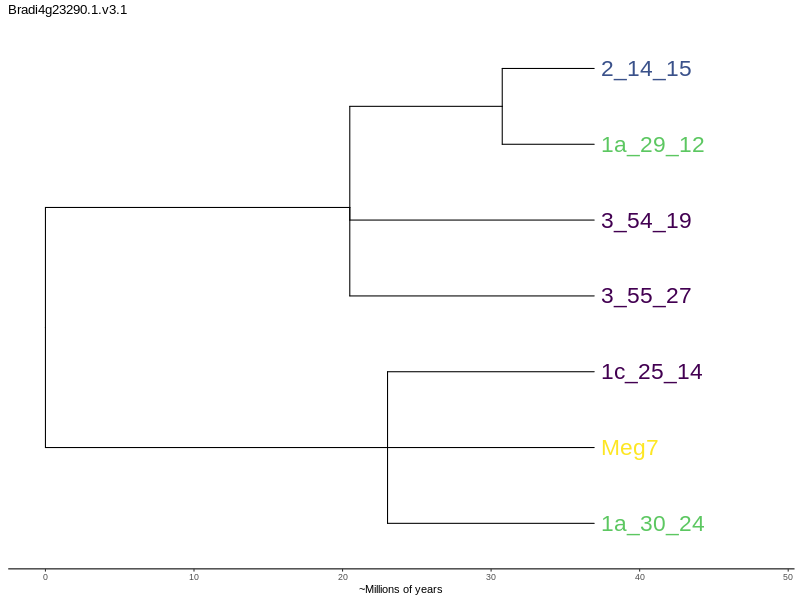 Bradi4g23290.1.v3.1
2_14_15
1a_29_12
3_54_19
3_55_27
1c_25_14
Meg7
1a_30_24
0 10 20 30 40 50
~Millions of years